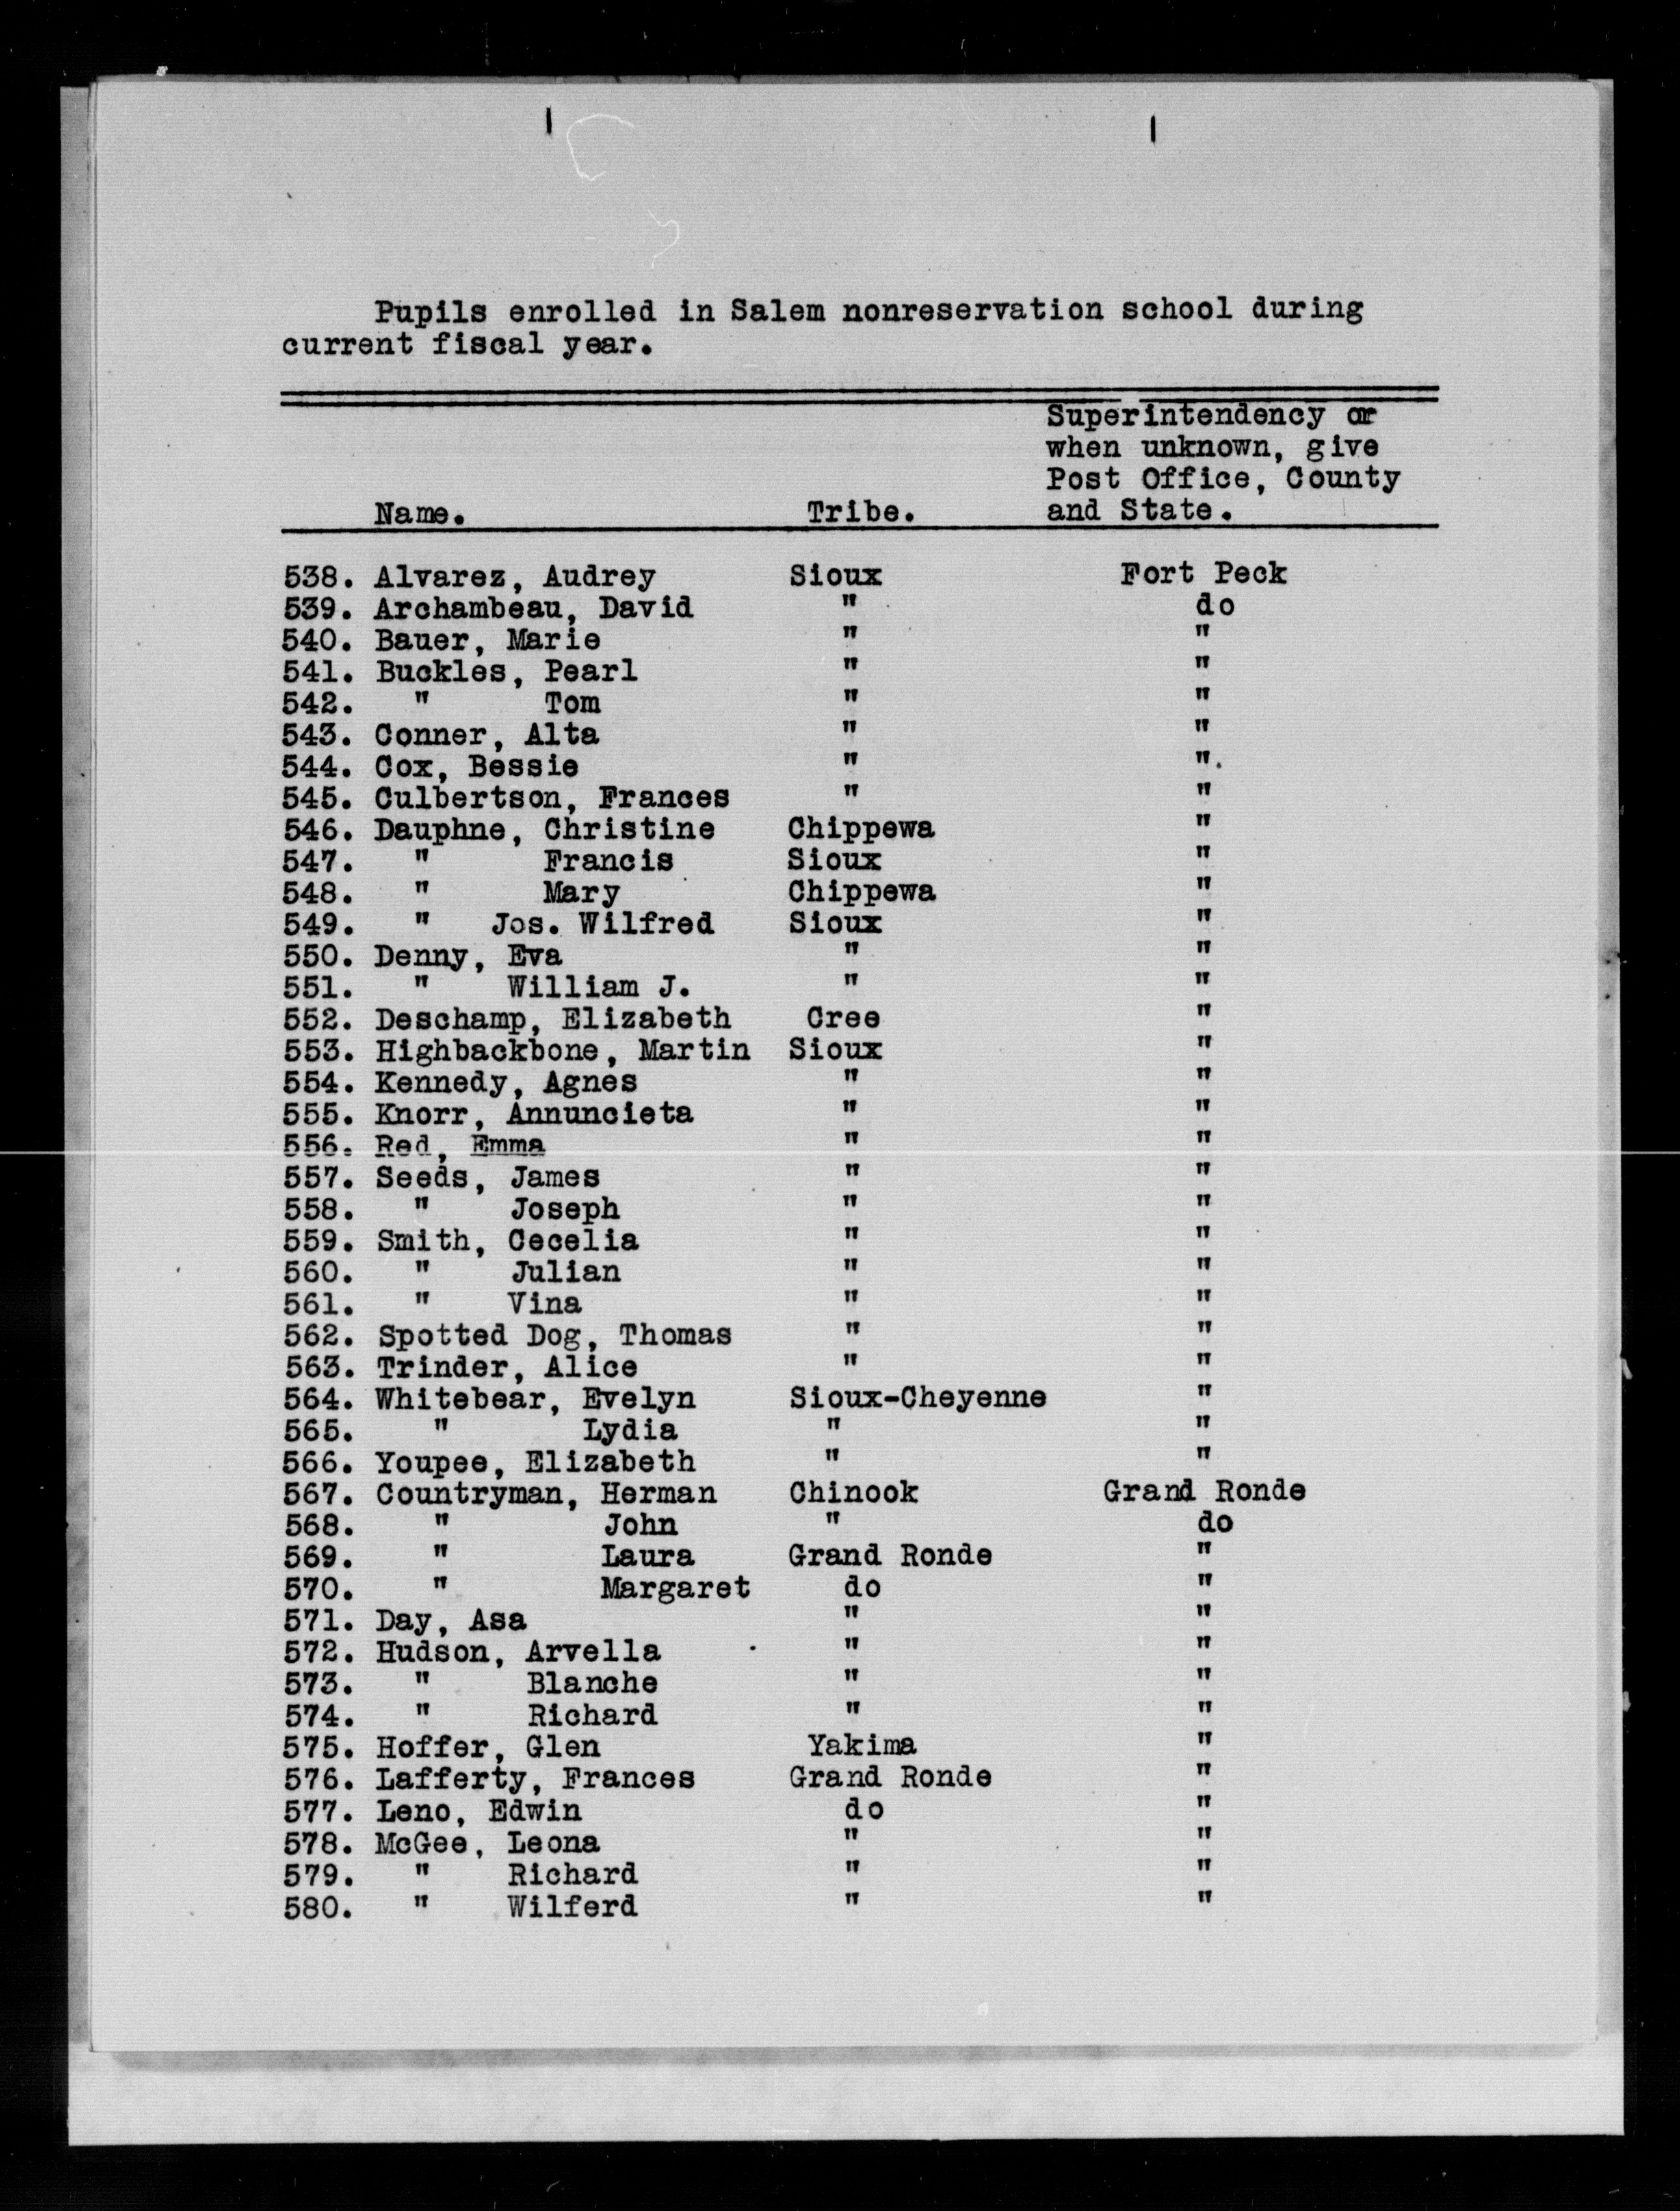 Pupils enrolled in Salem nonreservation school during
current fiscal year.
Superintendency or
when unknown, give
Post Office, County
Name. Tribe. and State.
538. Alvarez, Audrey Sioux Fort Peck
539. Archambeau, David " do
540. Bauer, Marie " "
541. Buckles, Pearl " "
542. " Tom " "
543. Conner, Alta " "
544. Cox, Bessie " ".
545. Culbertson, Frances " "
546. Dauphne, Christine Chippewa "
547. " Francis Sioux "
548. " Mary Chippewa "
549. " Jos. Wilfred Sioux "
550. Denny, Eva " "
551. " William J. " "
552. Deschamp, Elizabeth Cree "
553. Highbackbone, Martin Sioux "
554. Kennedy, Agnes " "
555. Knorr, Annuncieta " "
556. Red, Emma " "
557. Seeds, James " "
558. " Joseph " "
559. Smith, Cecelia " "
560. " Julian " "
561. " Vina " "
562. Spotted Dog, Thomas " "
563. Trinder, Alice " "
564. Whitebear, Evelyn Sioux-Cheyenne "
565. " Lydia " "
566. Youpee, Elizabeth " "
567. Countryman, Herman Chinook Grand Ronde
568. " John " do
569. " Laura Grand Ronde "
570. " Margaret do "
571. Day, Asa " "
572. Hudson, Arvella " "
573. " Blanche " "
574. " Richard " "
575. Hoffer, Glen Yakima "
576. Lafferty, Frances Grand Ronde "
577. Leno, Edwin do "
578. McGee, Leona " "
579. " Richard " "
580. " Wilferd " "